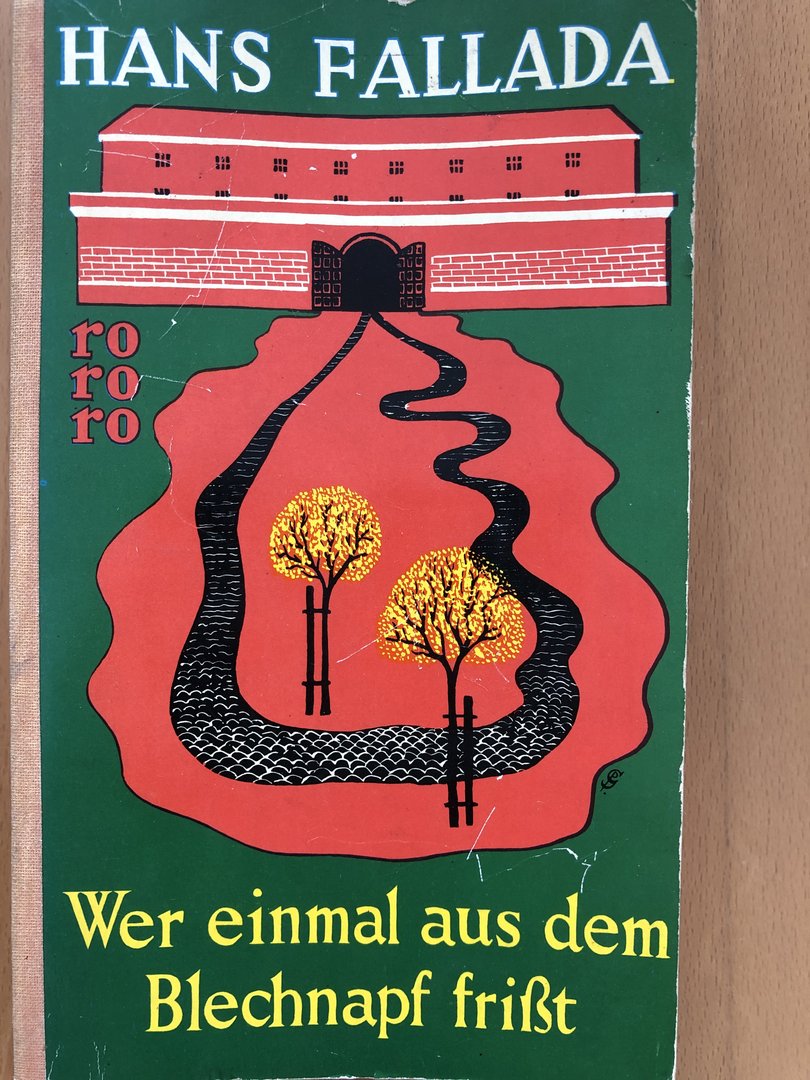 HANS FALLADA
ro
ro
ro
Wer einmal aus dem
Blechnapf frißt